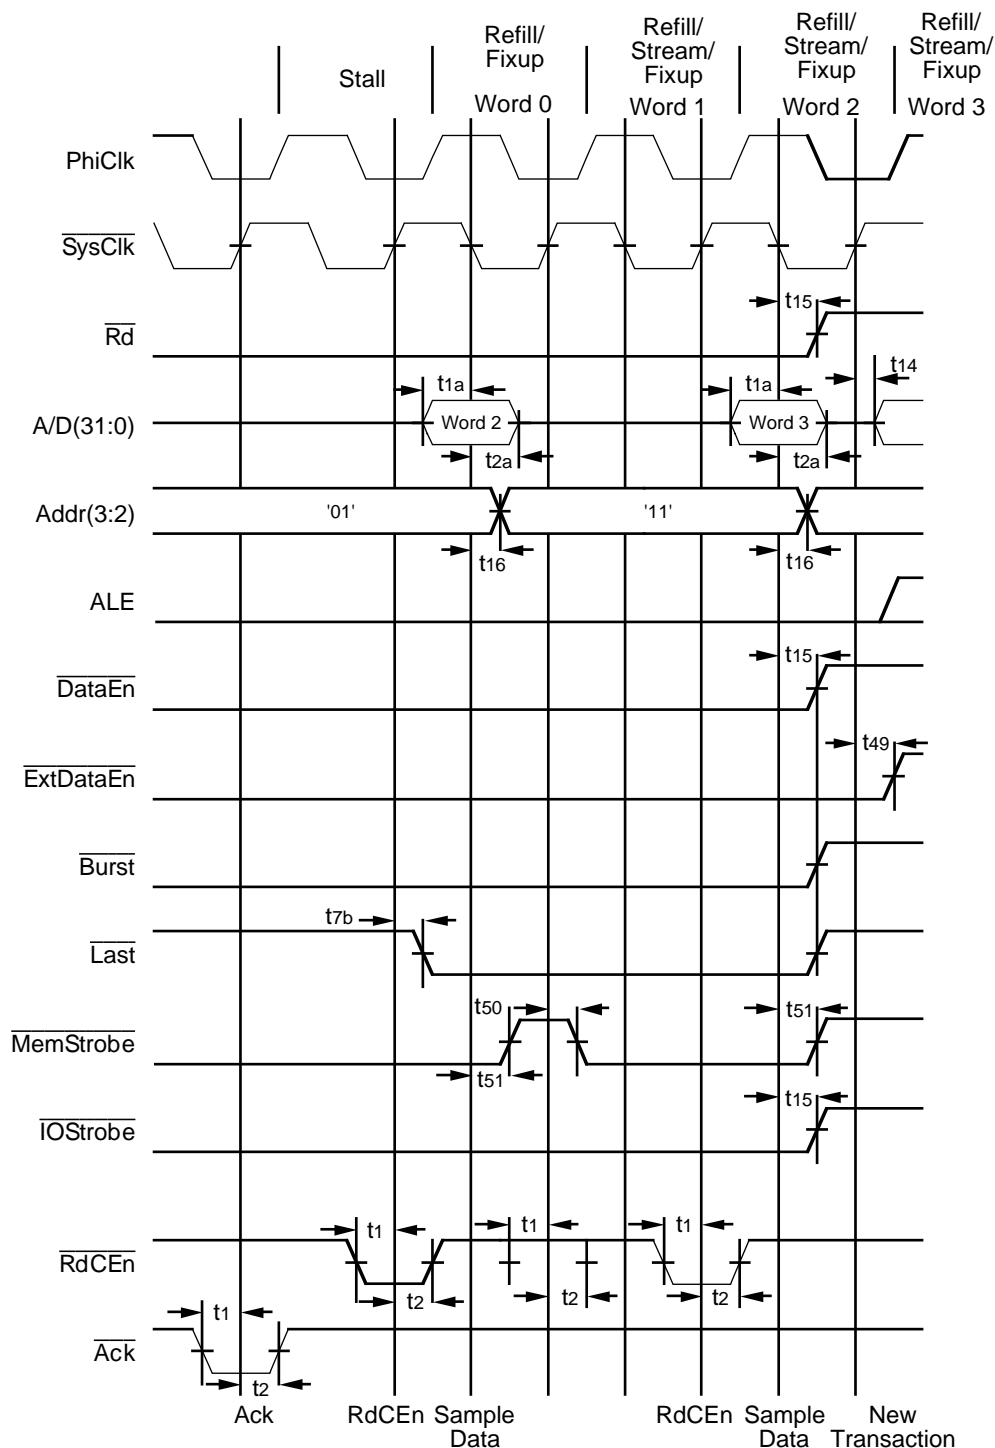 Refill/
Fixup
Refill/
Stream/
Fixup
Refill/
Stream/
Fixup
Refill/
Stream/
Fixup
Stall
Word 0
Word 1
Word 2
Word 3
PhiClk
SysClk
t15
Rd
t14
t1a
t1a
A/D(31:0)
Word 2
Word 3
t2a
t2a
Addr(3:2)
'01'
'11'
t16
t16
ALE
t15
DataEn
t49
ExtDataEn
Burst
t7b
Last
t50
t51
MemStrobe
t51
t15
IOStrobe
t1
t1
t1
RdCEn
t2
t2
t2
t1
Ack
t2
Ack
RdCEn
Sample
Data
RdCEn
Sample
Data
New
Transaction